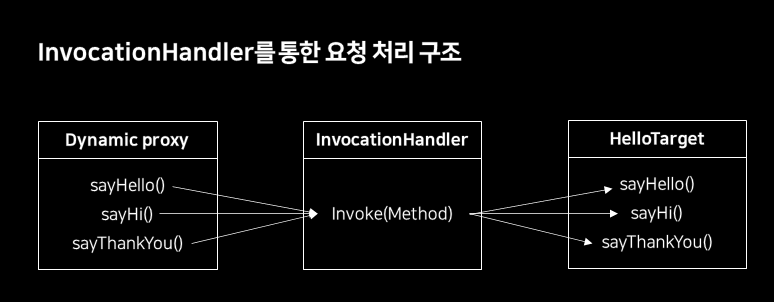 InvocationHandler를 통한 요청 처리 구조
Dynamic proxy
sayHello()
sayHi()
sayThankYou()
InvocationHandler
Invoke(Method)
HelloTarget
sayHello()
sayHi()
sayThankYou()